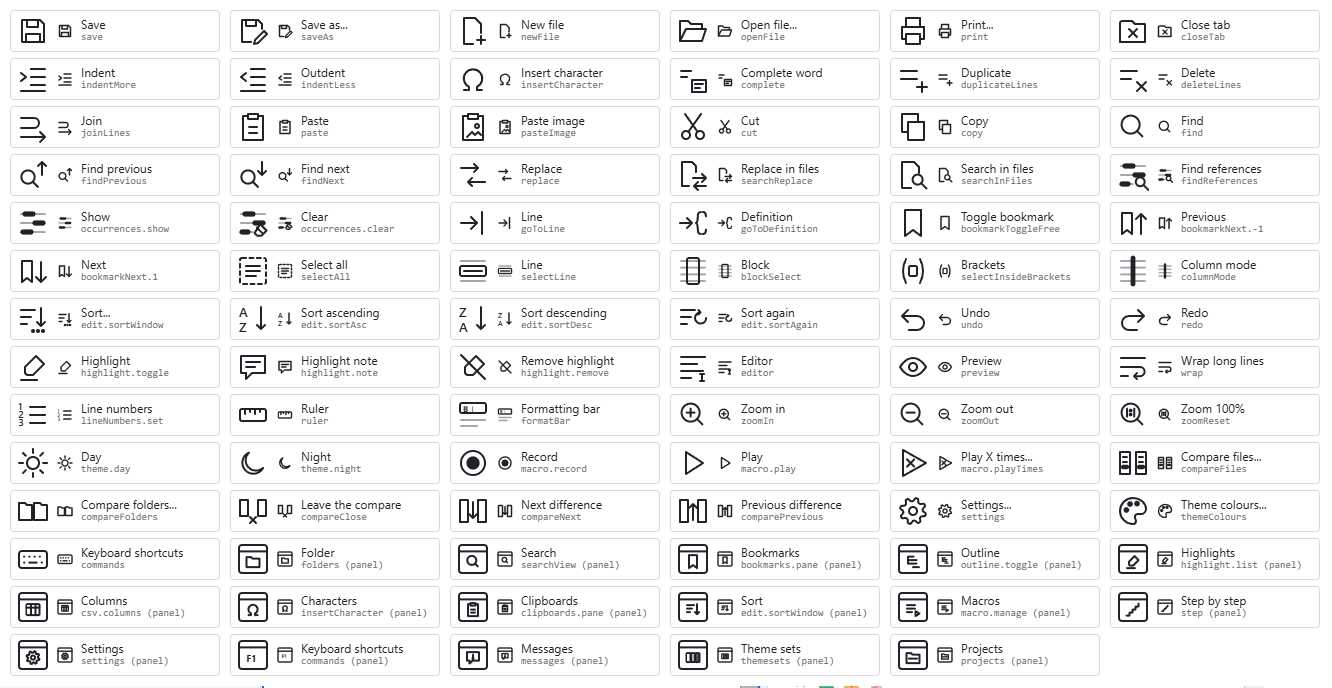 Save
save
Save as...
saveAs
New file
newFile
Open file...
openFile
Print...
print
Close tab
closeTab
Indent
indentMore
Outdent
indentLess
Insert character
insertCharacter
Complete word
complete
Duplicate
duplicateLines
Delete
deleteLines
Join
joinLines
Paste
paste
Paste image
pasteImage
Cut
cut
Copy
copy
Find
find
Find previous
findPrevious
Find next
findNext
Replace
replace
Replace in files
searchReplace
Search in files
searchInFiles
Find references
findReferences
Show
occurrences.show
Clear
occurrences.clear
Line
goToLine
Definition
goToDefinition
Toggle bookmark
bookmarkToggleFree
Previous
bookmarkNext.-1
Next
bookmarkNext.1
Select all
selectAll
Line
selectLine
Block
blockSelect
Brackets
selectInsideBrackets
Column mode
columnMode
Sort...
edit.sortWindow
A
Z
A
Z
Sort ascending
edit.sortAsc
Z
A
Z
A
Sort descending
edit.sortDesc
Sort again
edit.sortAgain
Undo
undo
Redo
redo
Highlight
highlight.toggle
Highlight note
highlight.note
Remove highlight
highlight.remove
Editor
editor
Preview
preview
Wrap long lines
wrap
1
2
3
Line numbers
lineNumbers.set
Ruler
ruler
B I
Formatting bar
formatBar
Zoom in
zoomIn
Zoom out
zoomOut
Zoom 100%
zoomReset
Day
theme.day
Night
theme.night
Record
macro.record
Play
macro.play
Play X times...
macro.playTimes
Compare files...
compareFiles
Compare folders...
compareFolders
Leave the compare
compareClose
Next difference
compareNext
Previous difference
comparePrevious
Settings...
settings
Theme colours...
themeColours
Keyboard shortcuts
commands
Folder
folders (panel)
Search
searchView (panel)
Bookmarks
bookmarks.pane (panel)
Outline
outline.toggle (panel)
Highlights
highlight.list (panel)
Columns
csv.columns (panel)
Ω
Ω
Characters
insertCharacter (panel)
Clipboards
clipboards.pane (panel)
Sort
edit.sortWindow (panel)
Macros
macro.manage (panel)
Step by step
step (panel)
Settings
settings (panel)
F1
F1
Keyboard shortcuts
commands (panel)
Messages
messages (panel)
Theme sets
themesets (panel)
Projects
projects (panel)